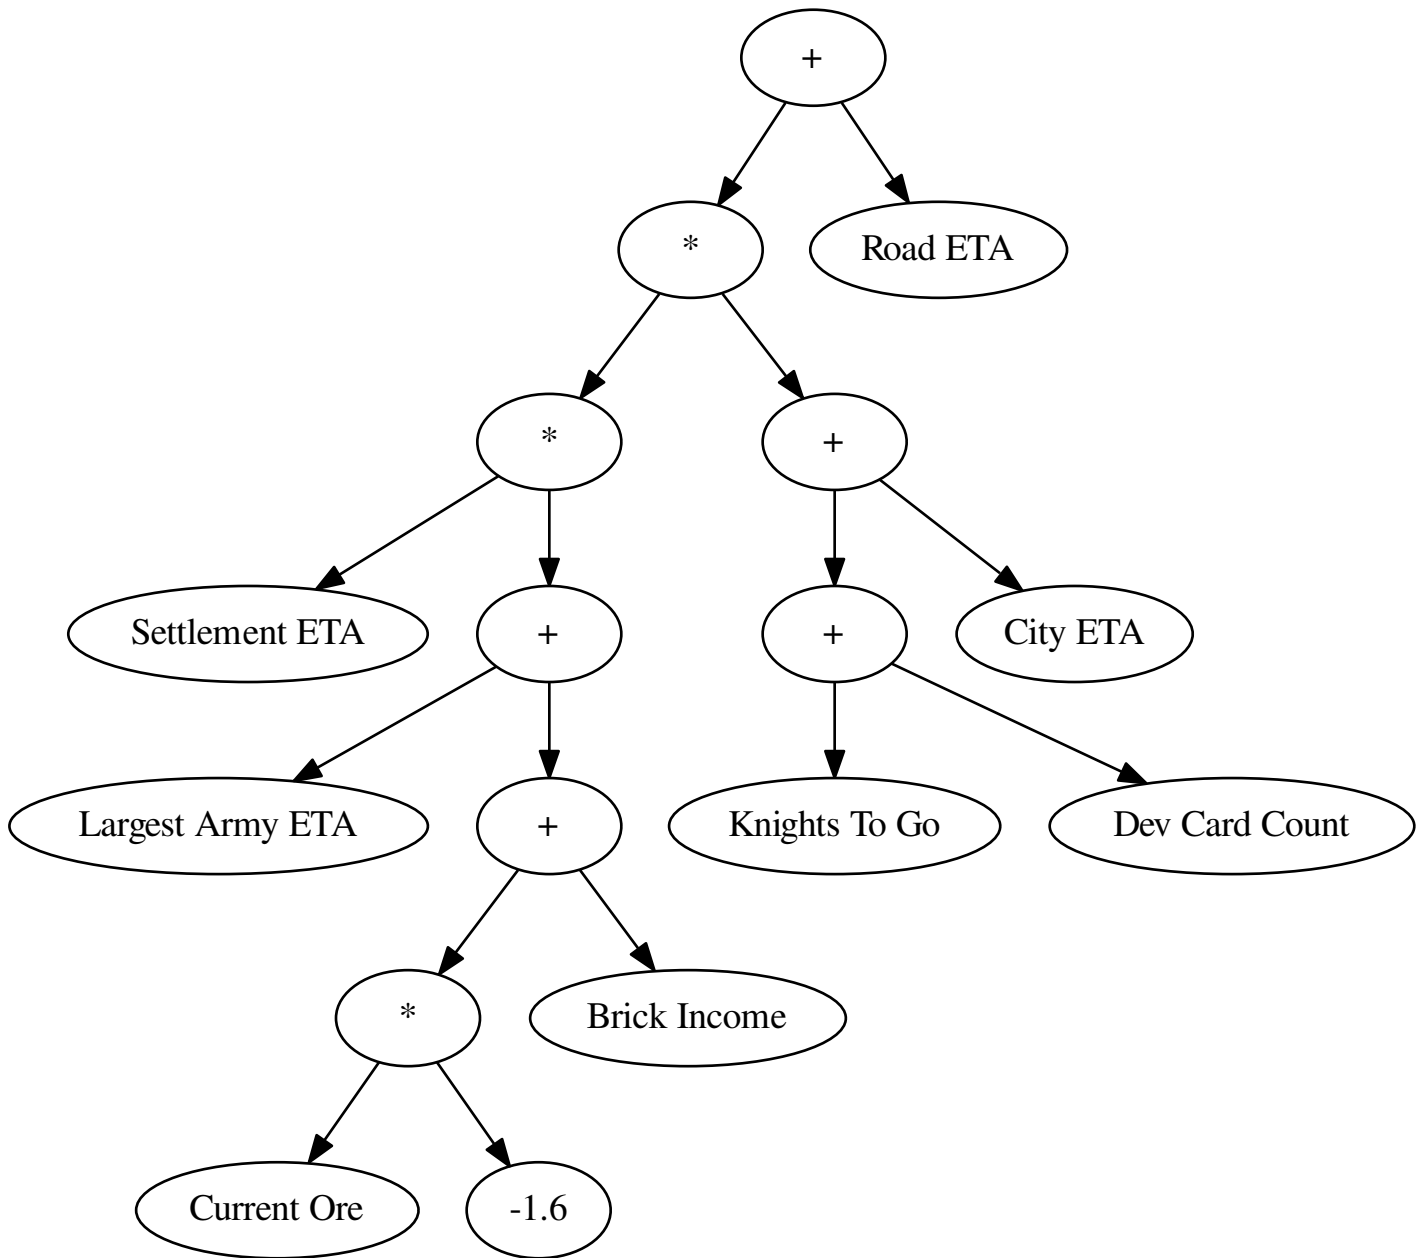 +
*
Road ETA
*
+
Settlement ETA
+
+
City ETA
Largest Army ETA
+
Knights To Go
Dev Card Count
*
Brick Income
Current Ore
-1.6